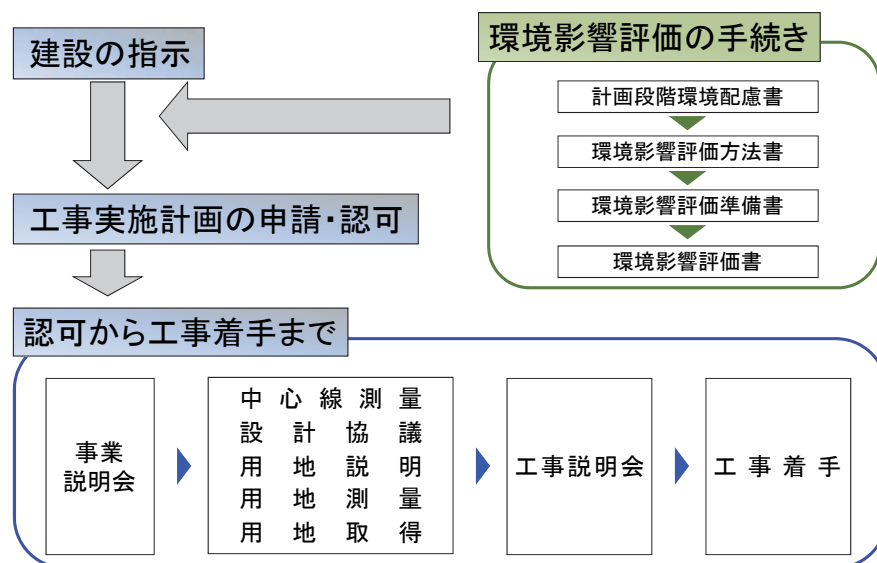 建設の指示
環境影響評価の手続き
計画段階環境配慮書
環境影響評価方法書
環境影響評価準備書
環境影響評価書
工事実施計画の申請・認可
認可から工事着手まで
事業
説明会
中心線測量
設計協議
用地説明
用地測量
用地取得
工事説明会
工事着手